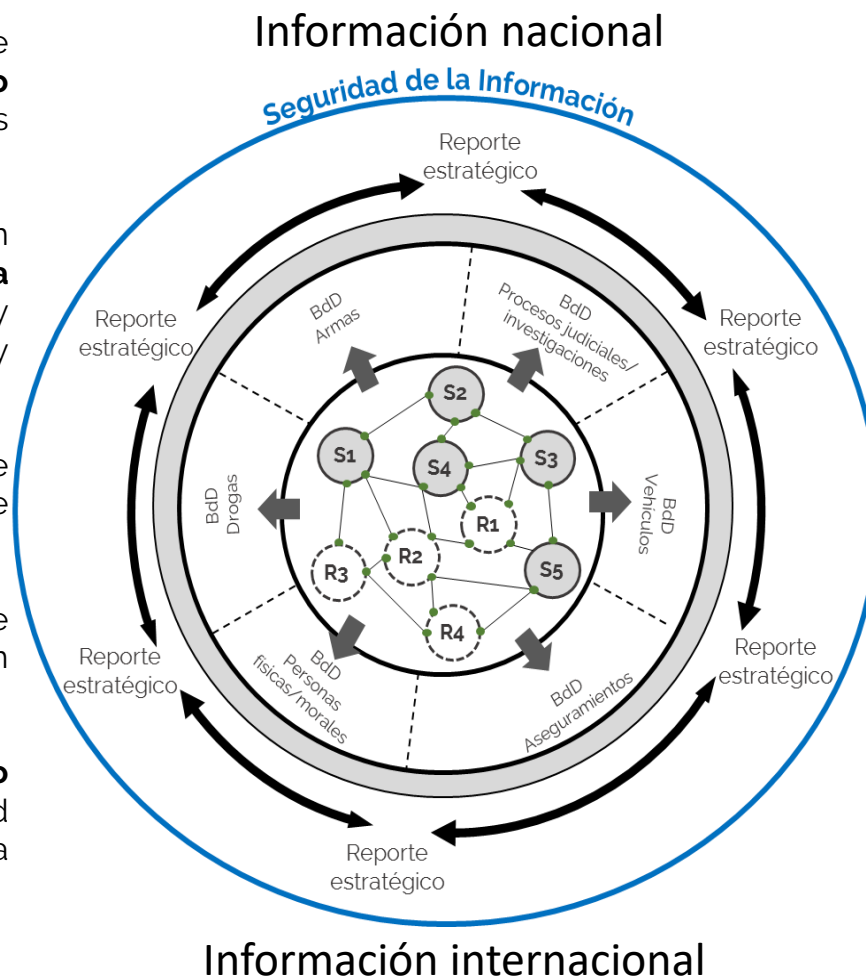 Información nacional
e
o
s
n
a
y
y
e
e
e
n
o
d
a
Seguridad de la Información
Reporte
estratégico
Reporte
estratégico
Reporte
estratégico
BdD
Armas
BdD
Procesos judiciales/
investigaciones
S2
S1
S4
S3
BdD
Drogas
BdD
Vehiculos
R1
R2
R3
S5
R4
BdD
Personas
físicas/morales
BdD
Aseguramientos
Reporte
estratégico
Reporte
estratégico
Reporte
estratégico
Información internacional